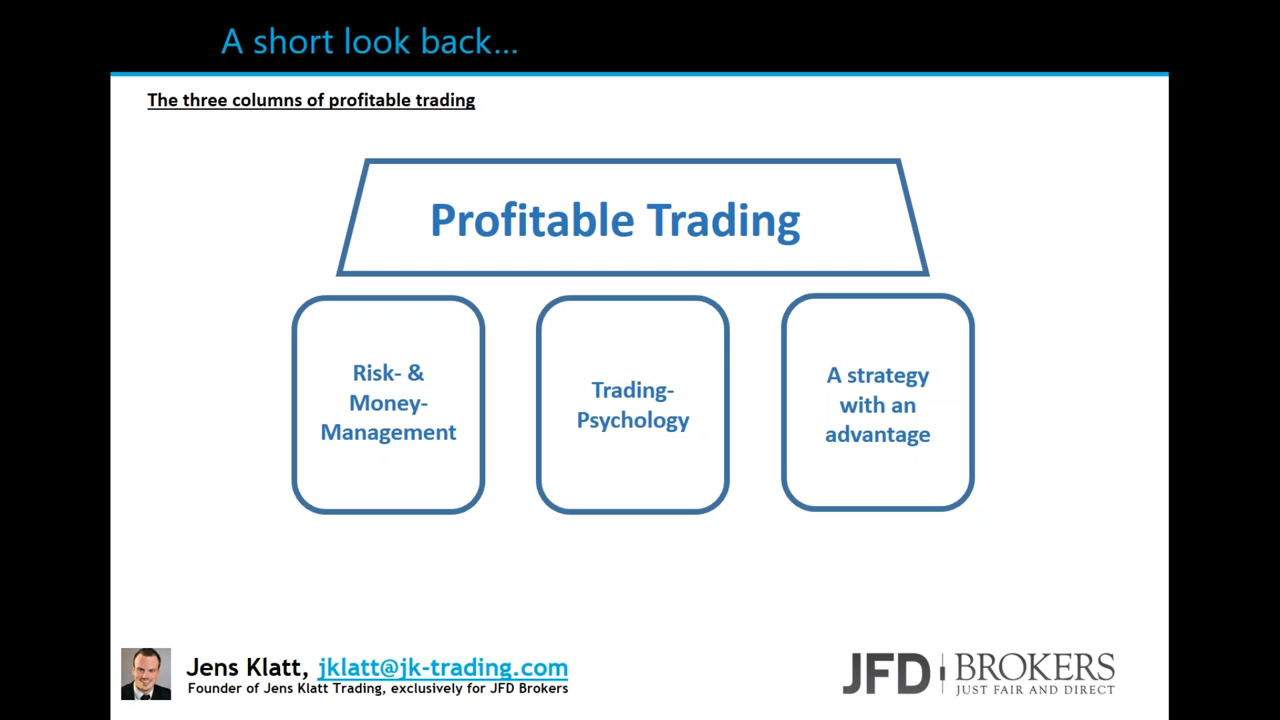 A short look back...
The three columns of profitable trading
Profitable Trading
Risk- &
Money-
Management
Trading-
Psychology
A strategy
with an
advantage
Jens Klatt, jklatt@jk-trading.com
Founder of Jens Klatt Trading, exclusively for JFD Brokers
JFD BROKERS
JUST FAIR AND DIRECT